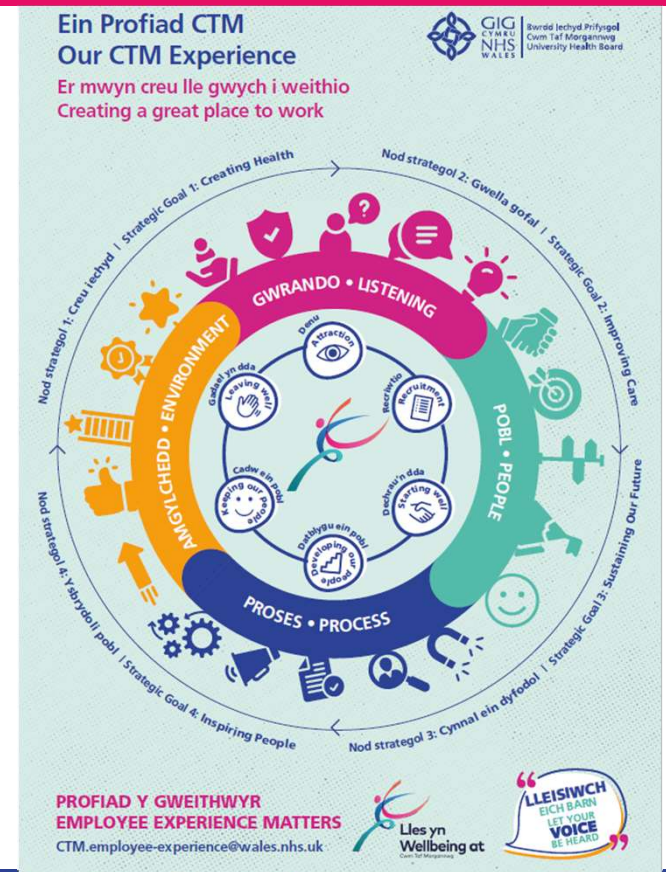 Ein Profiad CTM
Our CTM Experience
Er mwyn creu lle gwych i weithio
Creating a great place to work
GIG
CYMRU
NHS
WALES
Bwrdd Iechyd Prifysgol
Cwm Taf Morgannwg
University Health Board
Nod strategol 1: Creu iechyd | Strategic Goal 1: Creating Health
Nod strategol 2: Gwella gofal | Strategic Goal 2: Improving Care
Nod strategol 3: Cynnal ein dyfodol | Strategic Goal 3: Sustaining Our Future
Nod strategol 4: Ysbrydoli pobl | Strategic Goal 4: Inspiring People
GWRANDO • LISTENING
POBL • PEOPLE
PROSES • PROCESS
AMGYLCHEDD • ENVIRONMENT
Denu
Attraction
Recriwtio
Recruitment
Dechrau'n dda
Starting well
Datblygu ein pobl
Developing our people
Cadw ein pobl
Keeping our people
Gadael yn dda
Leaving well
PROFIAD Y GWEITHWYR
EMPLOYEE EXPERIENCE MATTERS
CTM.employee-experience@wales.nhs.uk
Lles yn
Wellbeing at
Cwm Taf Morgannwg
LLEISIWCH
EICH BARN
LET YOUR
VOICE
BE HEARD